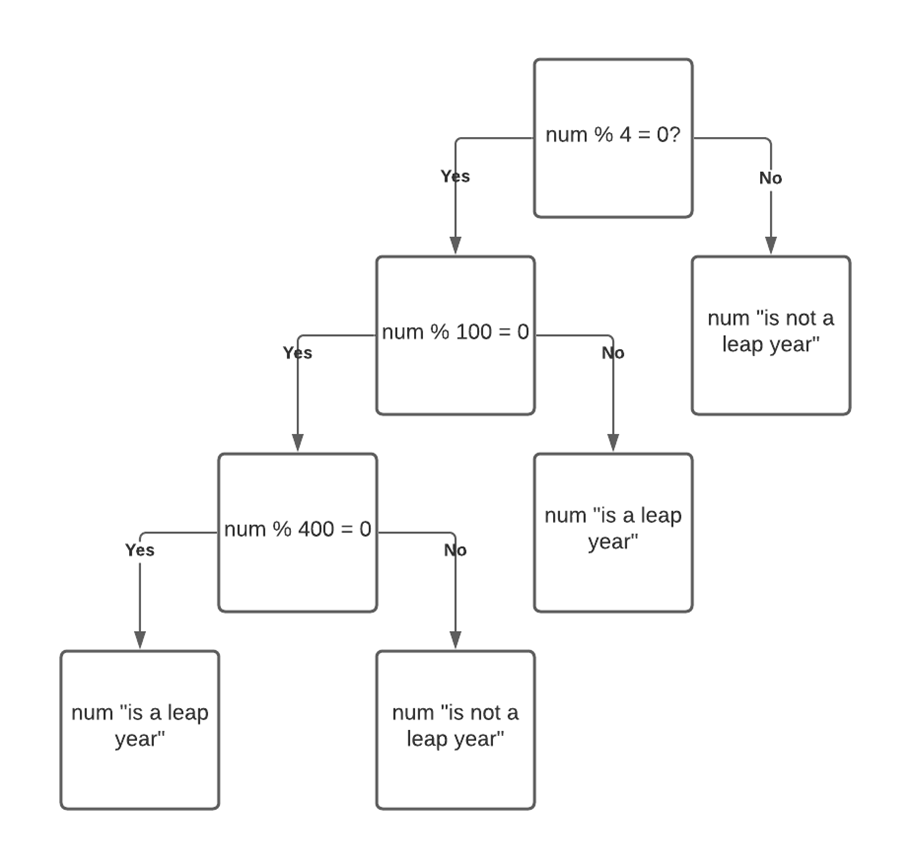 num % 4 = 0?
Yes
No
num % 100 = 0
num "is not a
leap year"
Yes
No
num % 400 = 0
num "is a leap
year"
Yes
No
num "is a leap
year"
num "is not a
leap year"